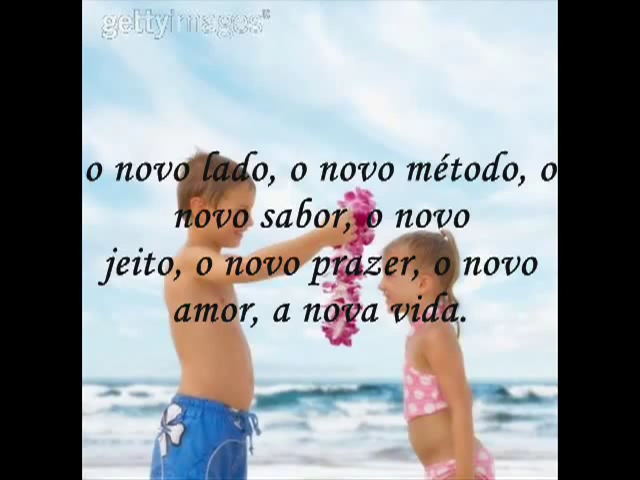 gettyimages
o novo lado, o novo método, o
novo sabor, o novo
jeito, o novo prazer, o novo
amor, a nova vida.